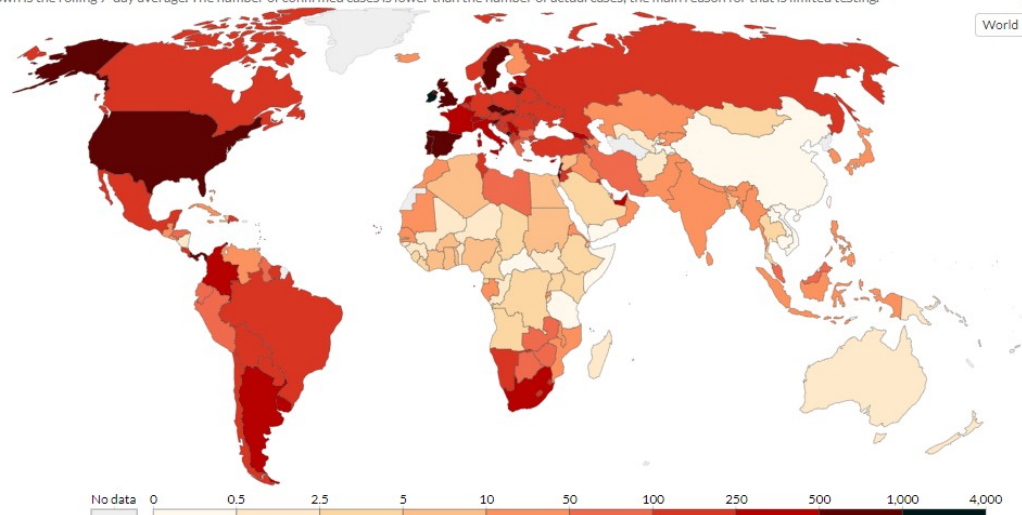 wn is the rolling 7-day average. The number of confirmed cases is lower than the number of actual cases; the main reason for that is limited testing.
World
No data 0 0.5 2.5 5 10 50 100 250 500 1,000 4,000